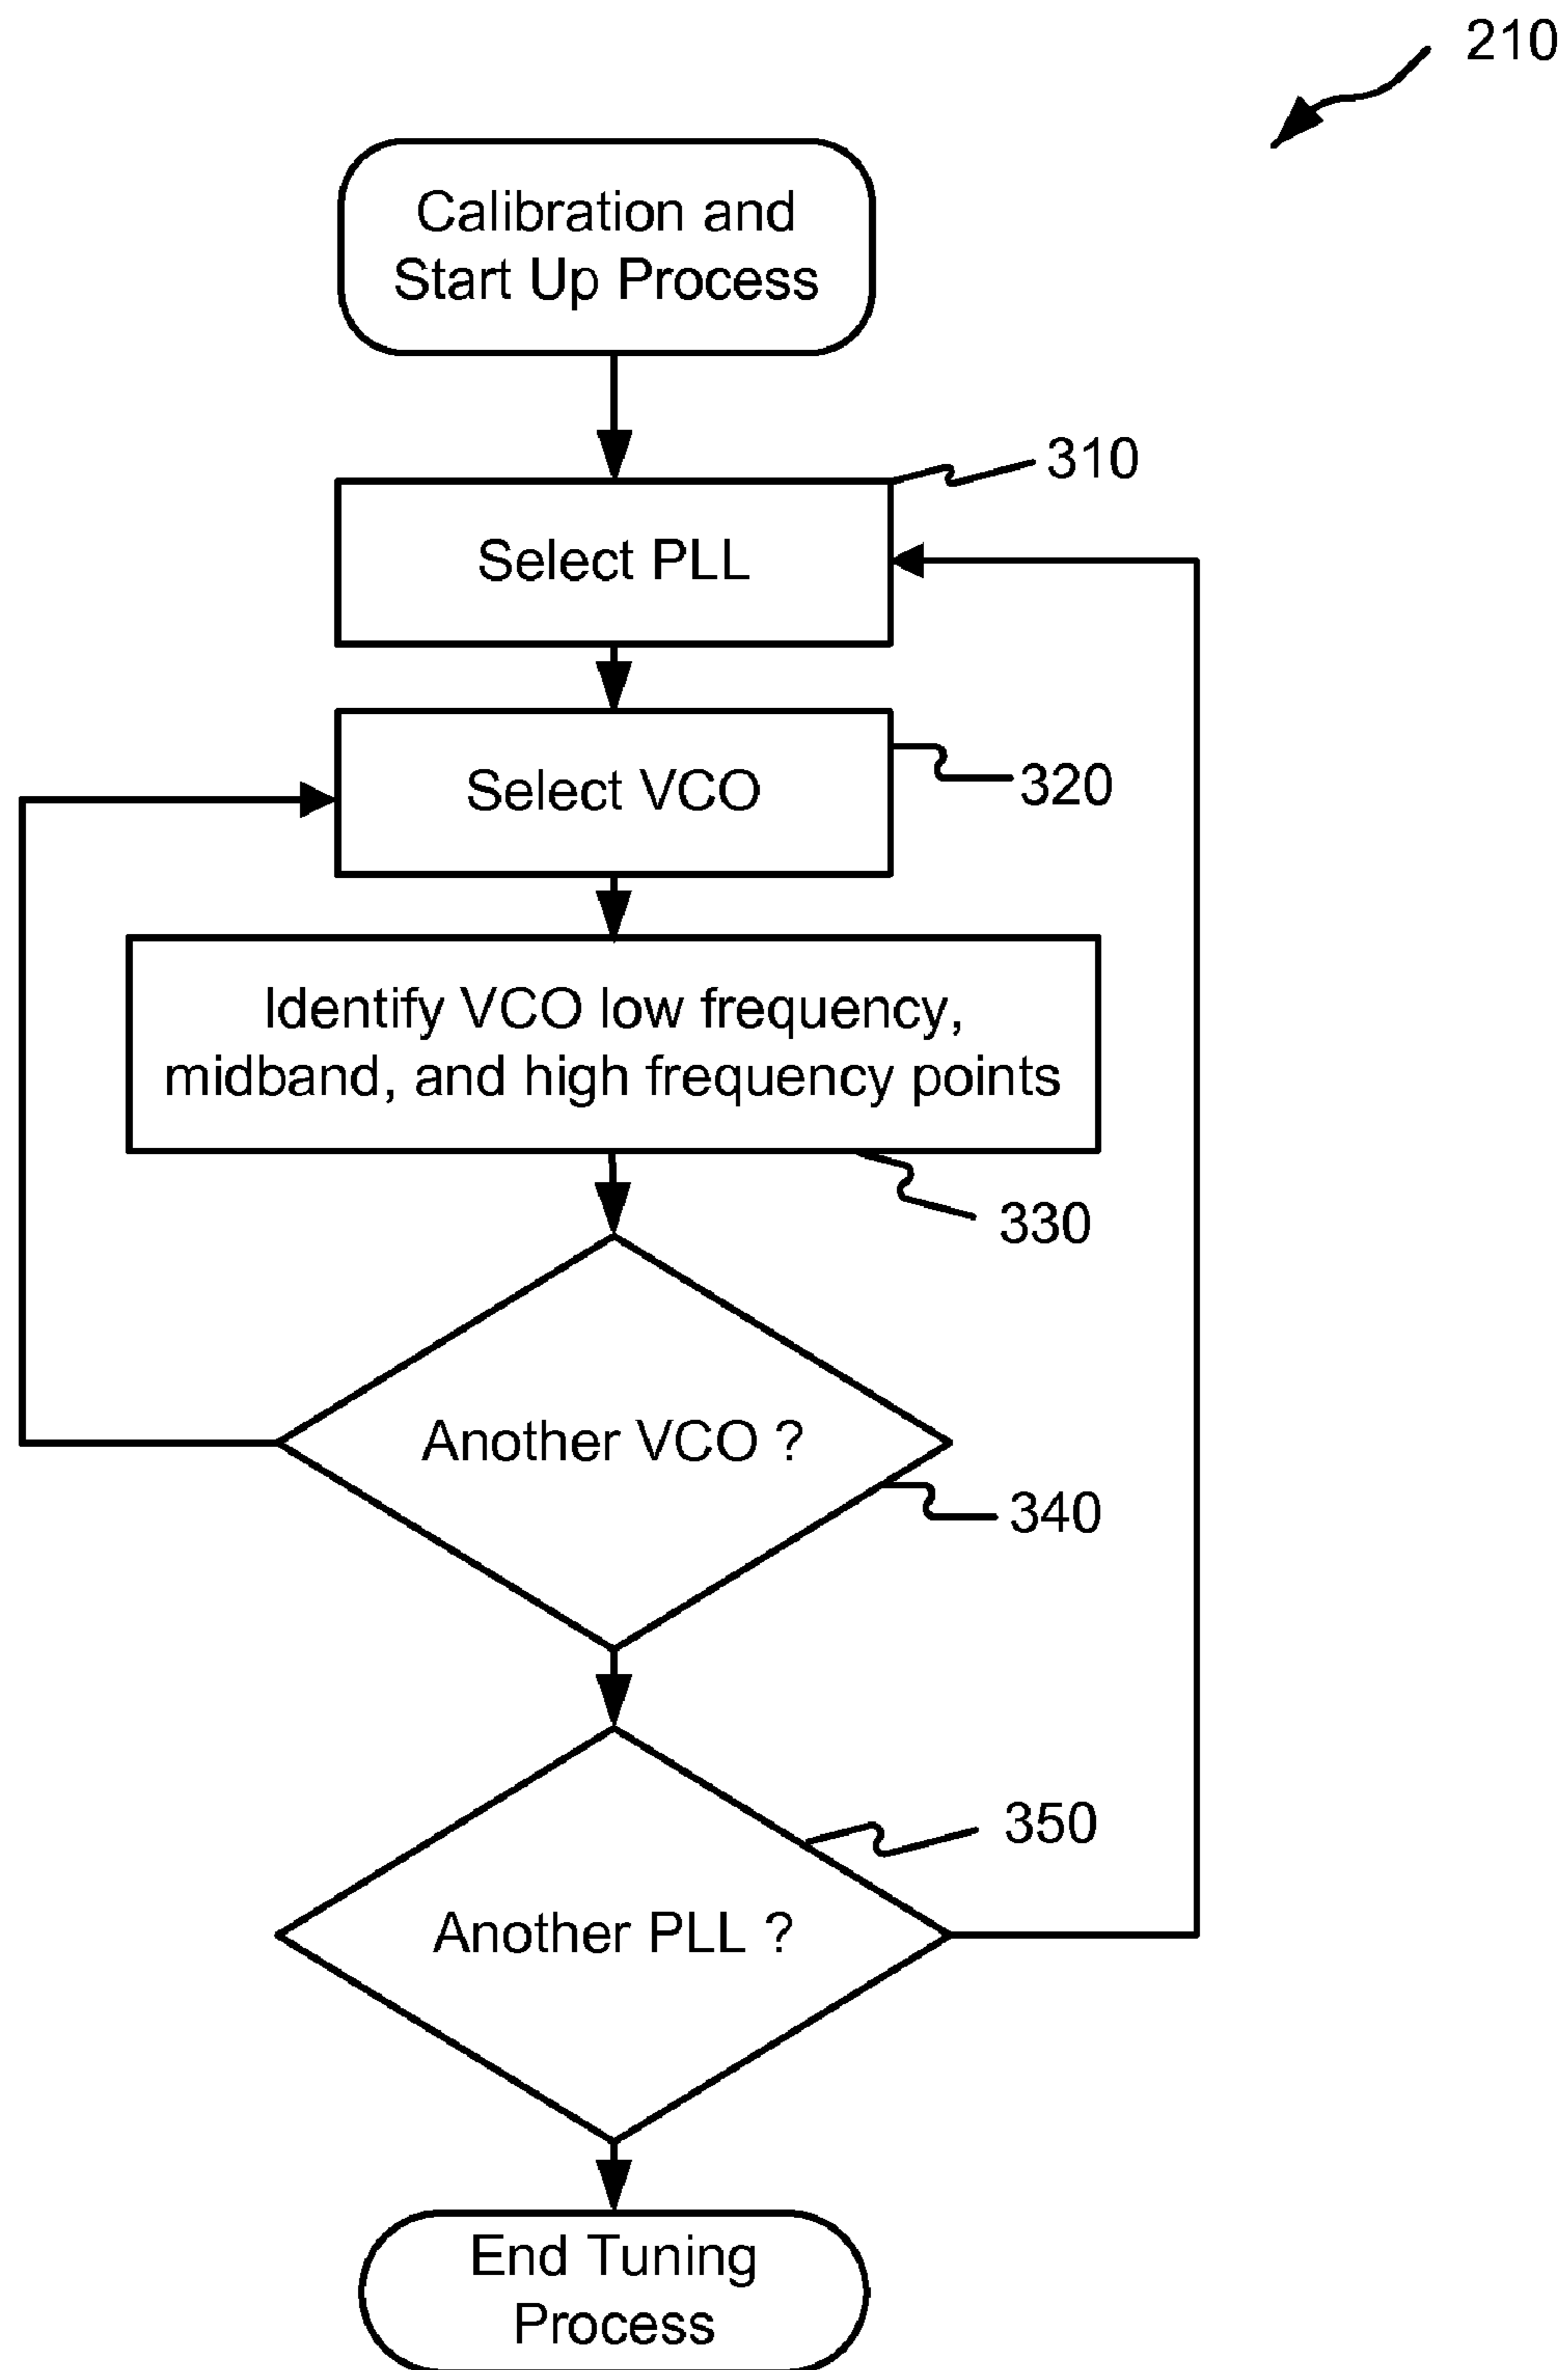 210
Calibration and
Start Up Process
310
Select PLL
Select VCO
320
Identify VCO low frequency,
midband, and high frequency points
330
Another VCO ?
340
350
Another PLL ?
End Tuning
Process